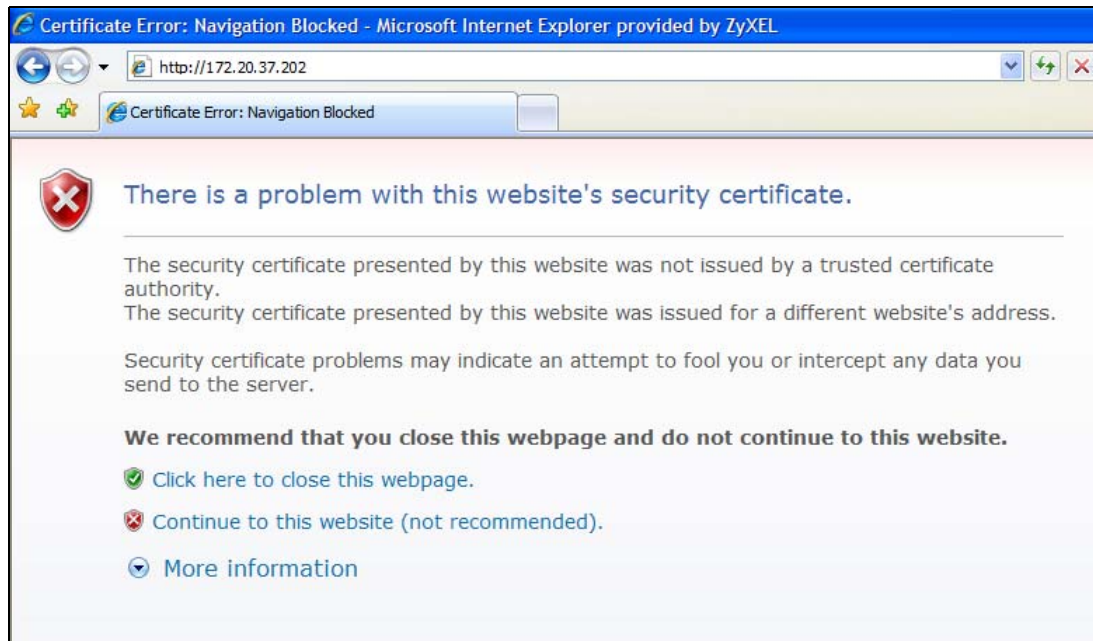 Certificate Error: Navigation Blocked - Microsoft Internet Explorer provided by ZyXEL
http://172.20.37.202
Certificate Error: Navigation Blocked
There is a problem with this website's security certificate.
The security certificate presented by this website was not issued by a trusted certificate
authority.
The security certificate presented by this website was issued for a different website's address.
Security certificate problems may indicate an attempt to fool you or intercept any data you
send to the server.
We recommend that you close this webpage and do not continue to this website.
Click here to close this webpage.
Continue to this website (not recommended).
More information